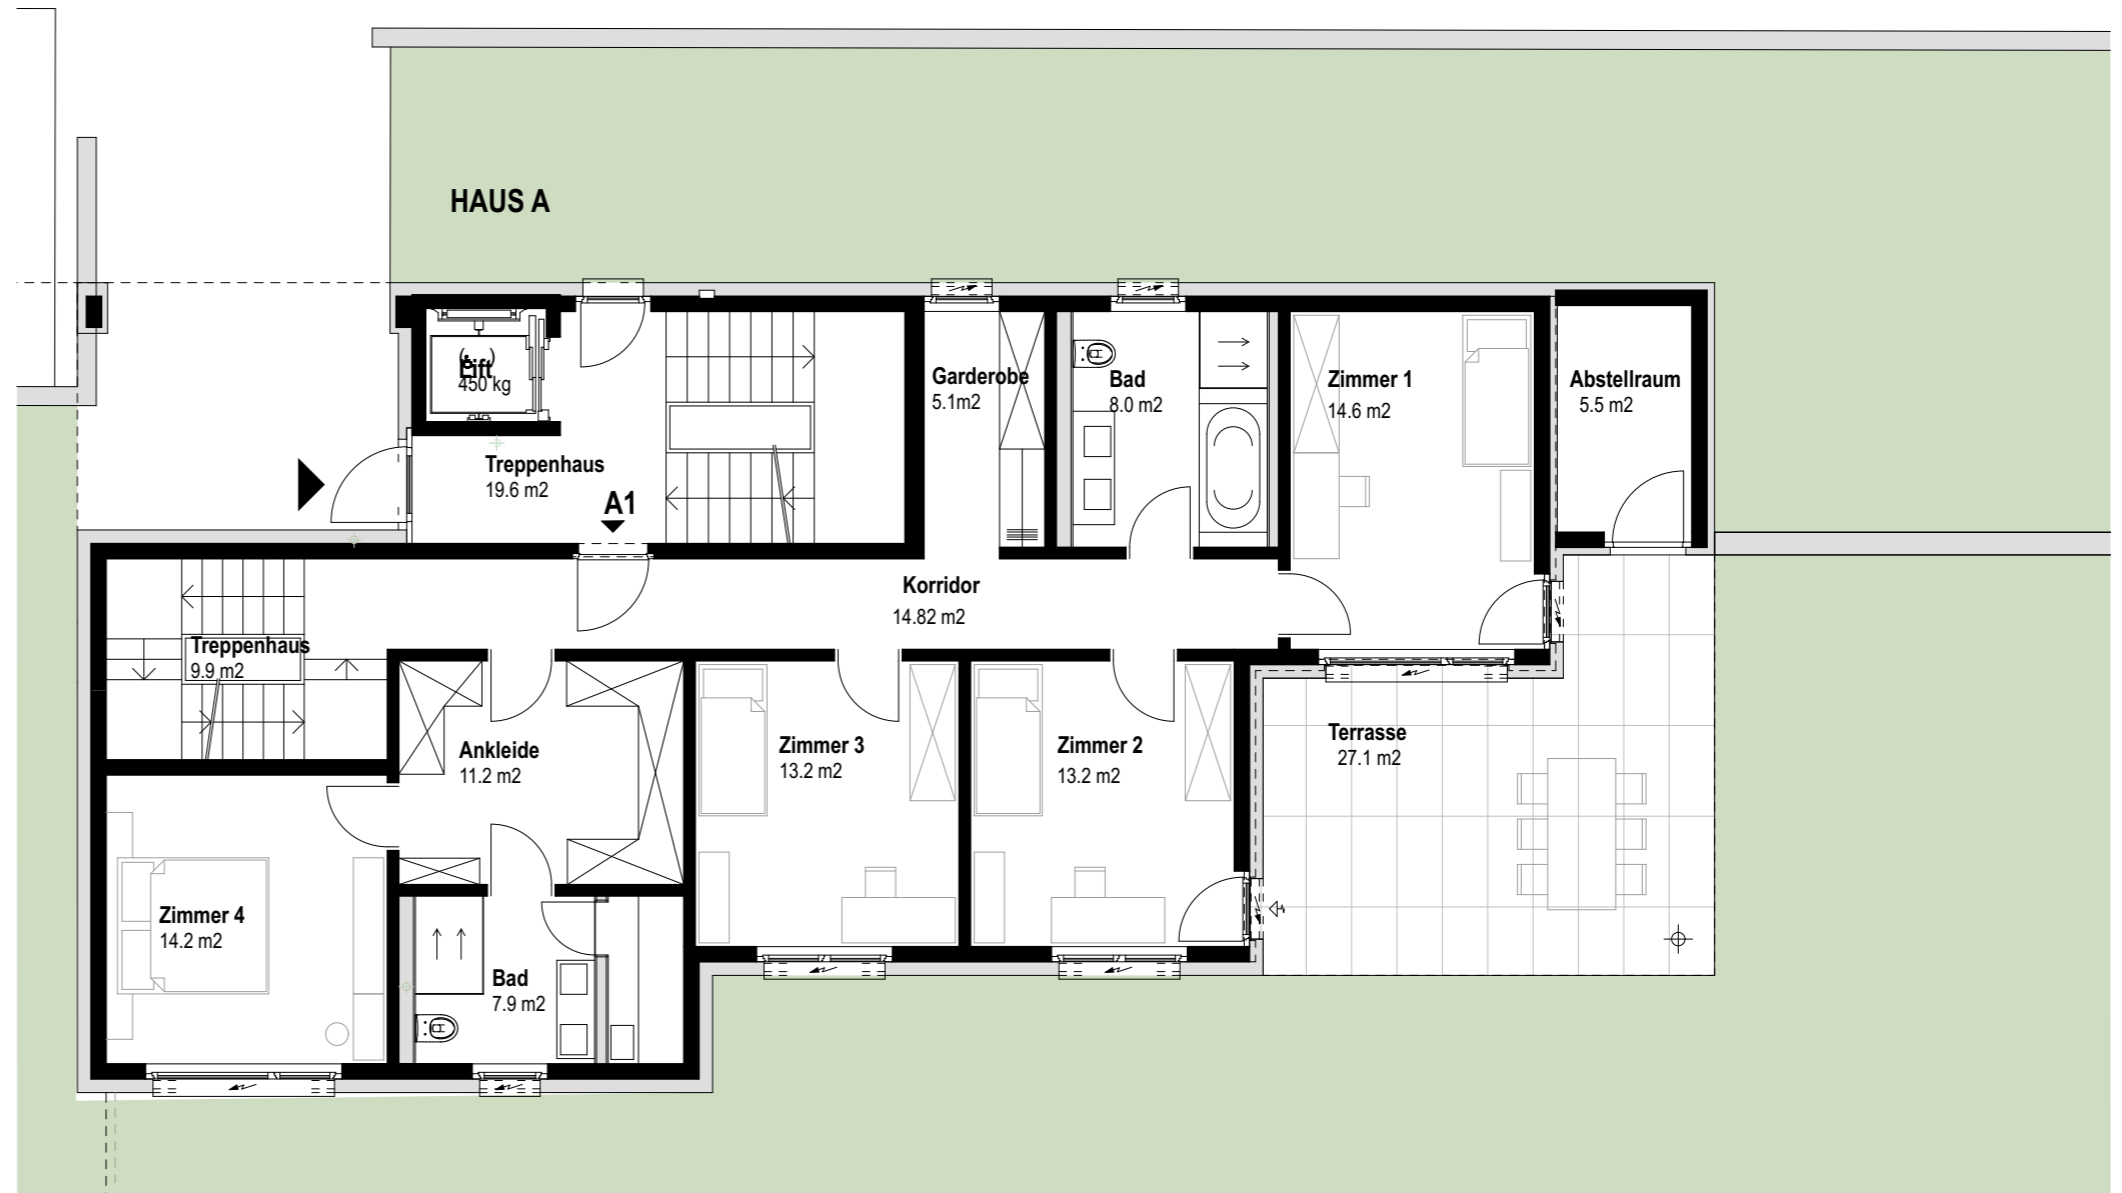 HAUS A
Lift
450 kg
Treppenhaus
19.6 m2
A1
Garderobe
5.1m2
Bad
8.0 m2
Zimmer 1
14.6 m2
Abstellraum
5.5 m2
Korridor
14.82 m2
Treppenhaus
9.9 m2
Ankleide
11.2 m2
Zimmer 3
13.2 m2
Zimmer 2
13.2 m2
Terrasse
27.1 m2
Zimmer 4
14.2 m2
Bad
7.9 m2